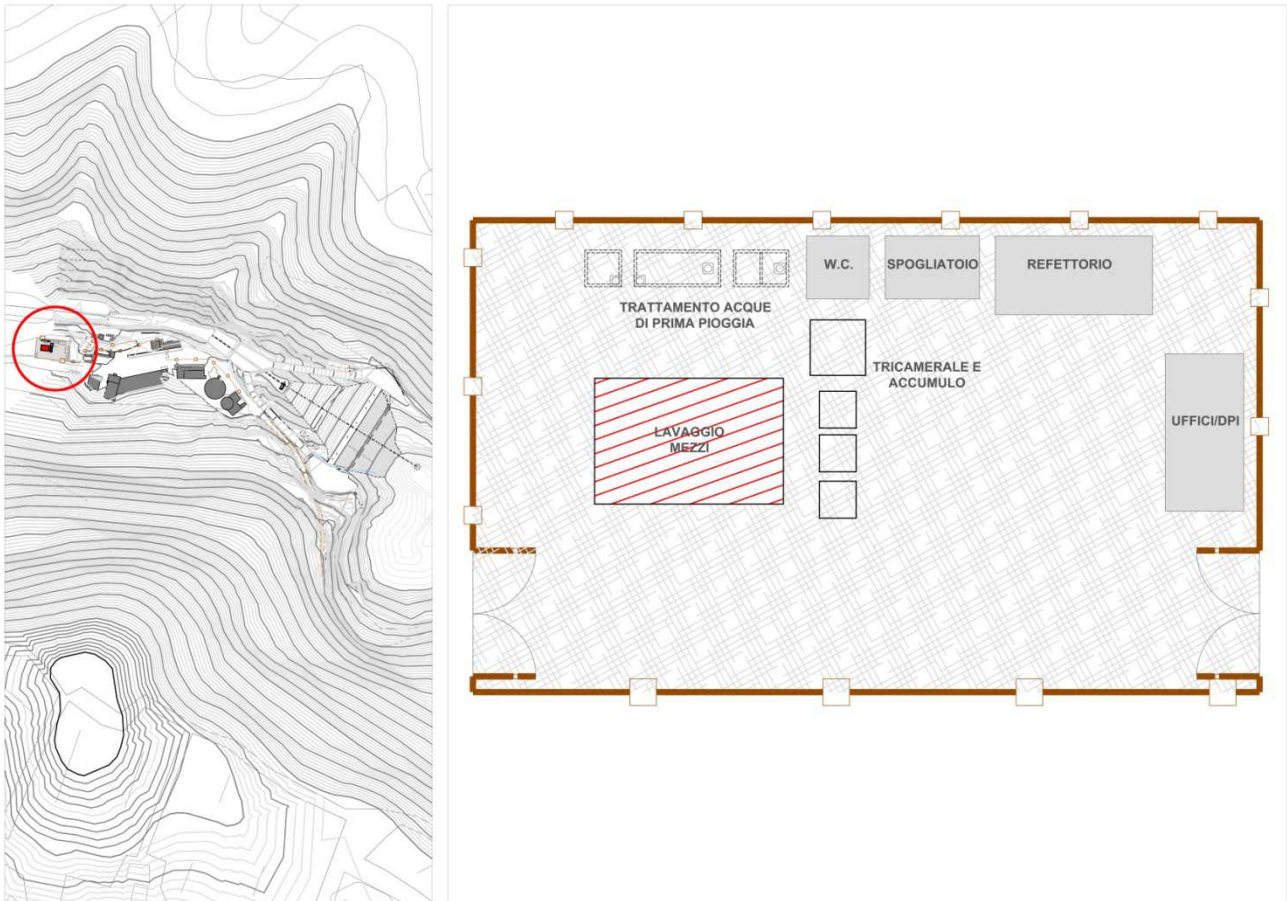 W.C.
SPOGLIATOIO
REFETTORIO
TRATTAMENTO ACQUE
DI PRIMA PIOGGIA
TRICAMERALE E
ACCUMULO
LAVAGGIO
MEZZI
UFFICI/DPI